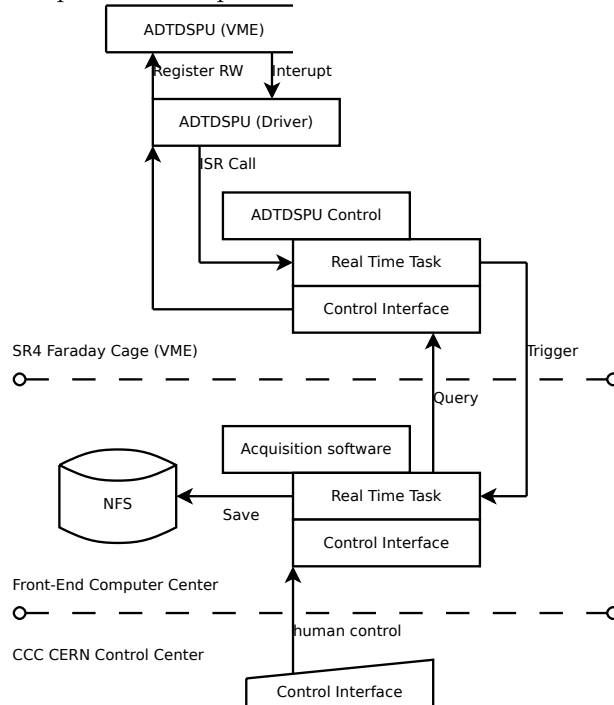 ADTDSPU (VME)
Register RW
Interupt
ADTDSPU (Driver)
ISR Call
ADTDSPU Control
Real Time Task
Control Interface
SR4 Faraday Cage (VME)
Trigger
Query
Acquisition software
Real Time Task
NFS
Save
Control Interface
Front-End Computer Center
human control
CCC CERN Control Center
Control Interface